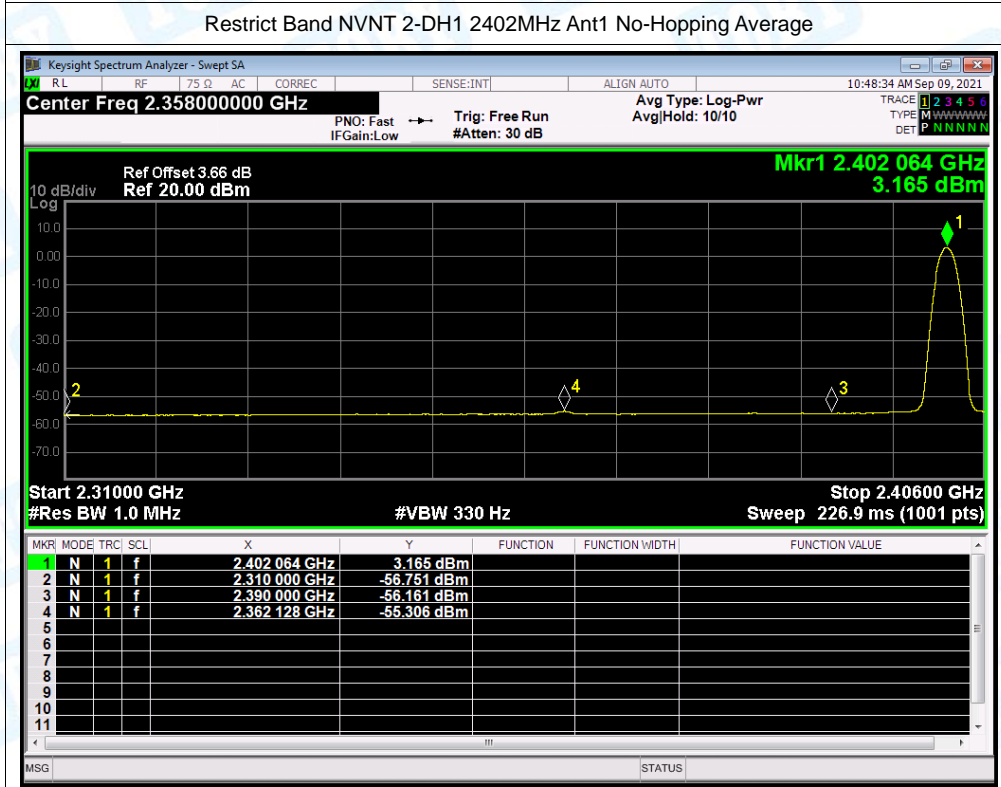 Restrict Band NVNT 2-DH1 2402MHz Ant1 No-Hopping Average
Keysight Spectrum Analyzer - Swept SA
LXI RL RF 75 Ω AC CORREC SENSE:INT ALIGN AUTO 10:48:34 AM Sep 09, 2021
Center Freq 2.358000000 GHz
PNO: Fast
IFGain:Low
Trig: Free Run
#Atten: 30 dB
Avg Type: Log-Pwr
Avg|Hold: 10/10
TRACE 1 2 3 4 5 6
TYPE M WWWWW
DET P N N N N N
Mkr1 2.402 064 GHz
3.165 dBm
Ref Offset 3.66 dB
10 dB/div Ref 20.00 dBm
Log
10.0
0.00
-10.0
-20.0
-30.0
-40.0
-50.0
-60.0
-70.0
1
2
4
3
Start 2.31000 GHz Stop 2.40600 GHz
#Res BW 1.0 MHz #VBW 330 Hz Sweep 226.9 ms (1001 pts)
MKR MODE TRC SCL X Y FUNCTION FUNCTION WIDTH FUNCTION VALUE
1 N 1 f 2.402 064 GHz 3.165 dBm
2 N 1 f 2.310 000 GHz -56.751 dBm
3 N 1 f 2.390 000 GHz -56.161 dBm
4 N 1 f 2.362 128 GHz -55.306 dBm
5
6
7
8
9
10
11
MSG STATUS